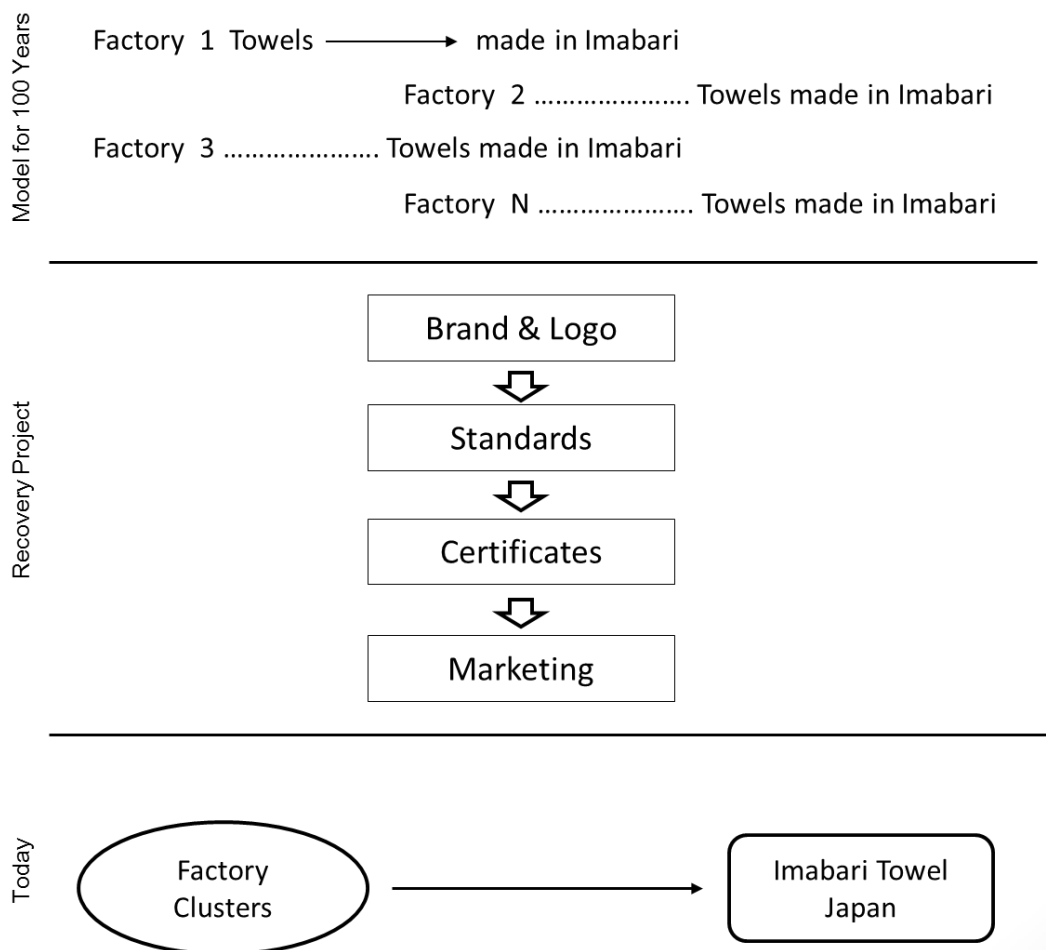 Model for 100 Years
Factory 1 Towels made in Imabari
Factory 2 …………………. Towels made in Imabari
Factory 3 …………………. Towels made in Imabari
Factory N …………………. Towels made in Imabari
Recovery Project
Brand & Logo
Standards
Certificates
Marketing
Today
Factory
Clusters
Imabari Towel
Japan